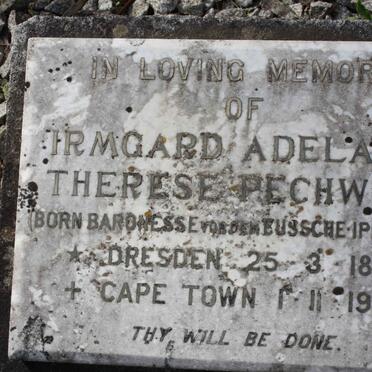 IN LOVING MEMOR
OF
IRMGARD ADELA
THERESE PECHW
(BORN BARONESSE VON DEM BUSSCHE-IP
* DRESDEN 25 3 18
+ CAPE TOWN 1 11 19
THY WILL BE DONE.